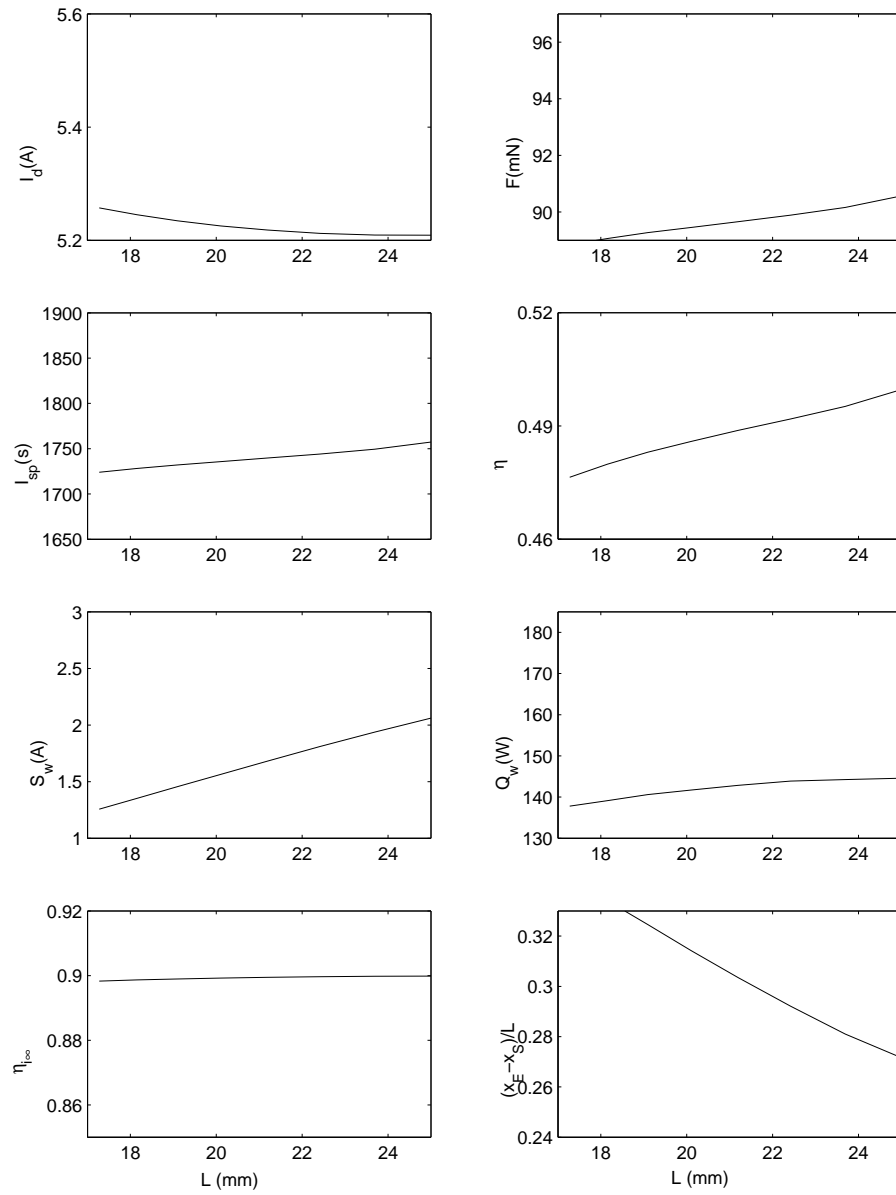 5.6
5.4
5.2
18 20 22 24
I_d(A)
96
94
92
90
18 20 22 24
F(mN)
1900
1850
1800
1750
1700
1650
18 20 22 24
I_sp(s)
0.52
0.49
0.46
18 20 22 24
η
3
2.5
2
1.5
1
18 20 22 24
S_w(A)
180
170
160
150
140
130
18 20 22 24
Q_w(W)
0.92
0.9
0.88
0.86
18 20 22 24
η_i∞
L (mm)
0.32
0.3
0.28
0.26
0.24
18 20 22 24
(x_E−x_S)/L
L (mm)